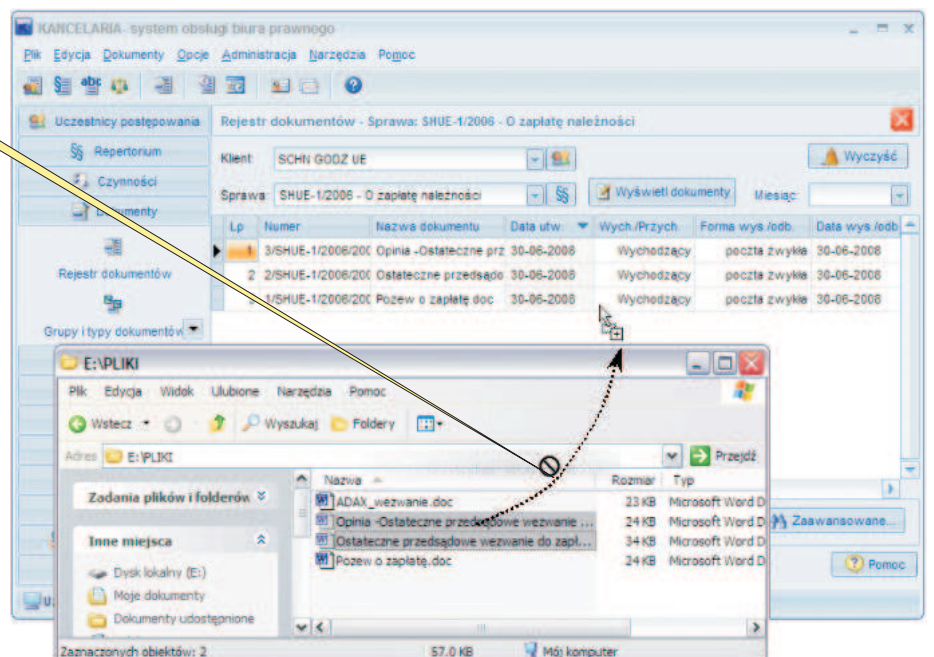 KANCELARIA- system obsługi biura prawnego
Plik Edycja Dokumenty Opcje Administracja Narzędzia Pomoc
Uczestnicy postępowania
§§ Repertorium
Czynności
Dokumenty
Rejestr dokumentów
Grupy i typy dokumentów
Rejestr dokumentów - Sprawa: SHUE-1/2006 - O zapłatę należności
Klient: SCHN GODZ UE Wyczyść
Sprawa: SHUE-1/2006 - O zapłatę należności §§ Wyświetl dokumenty Miesiąc:
Lp Numer Nazwa dokumentu Data utw. Wych./Przych. Forma wys./odb. Data wys./odb
1 3/SHUE-1/2006/200 Opinia -Ostateczne prz 30-06-2008 Wychodzący poczta zwykła 30-06-2008
2 2/SHUE-1/2006/200 Ostateczne przedsądo 30-06-2008 Wychodzący poczta zwykła 30-06-2008
1/SHUE-1/2006/200 Pozew o zapłatę.doc 30-06-2008 Wychodzący poczta zwykła 30-06-2008
Zaawansowane...
Pomoc
E:\PLIKI
Plik Edycja Widok Ulubione Narzędzia Pomoc
Wstecz Wyszukaj Foldery
Adres E:\PLIKI Przejdź
Zadania plików i folderów
Inne miejsca
Dysk lokalny (E:)
Moje dokumenty
Dokumenty udostępnione
Nazwa Rozmiar Typ
ADAX_wezwanie.doc 23 KB Microsoft Word D
Opinia -Ostateczne przedsądowe wezwanie ... 24 KB Microsoft Word D
Ostateczne przedsądowe wezwanie do zapł... 34 KB Microsoft Word D
Pozew o zapłatę.doc 24 KB Microsoft Word D
Zaznaczonych obiektów: 2 57,0 KB Mój komputer